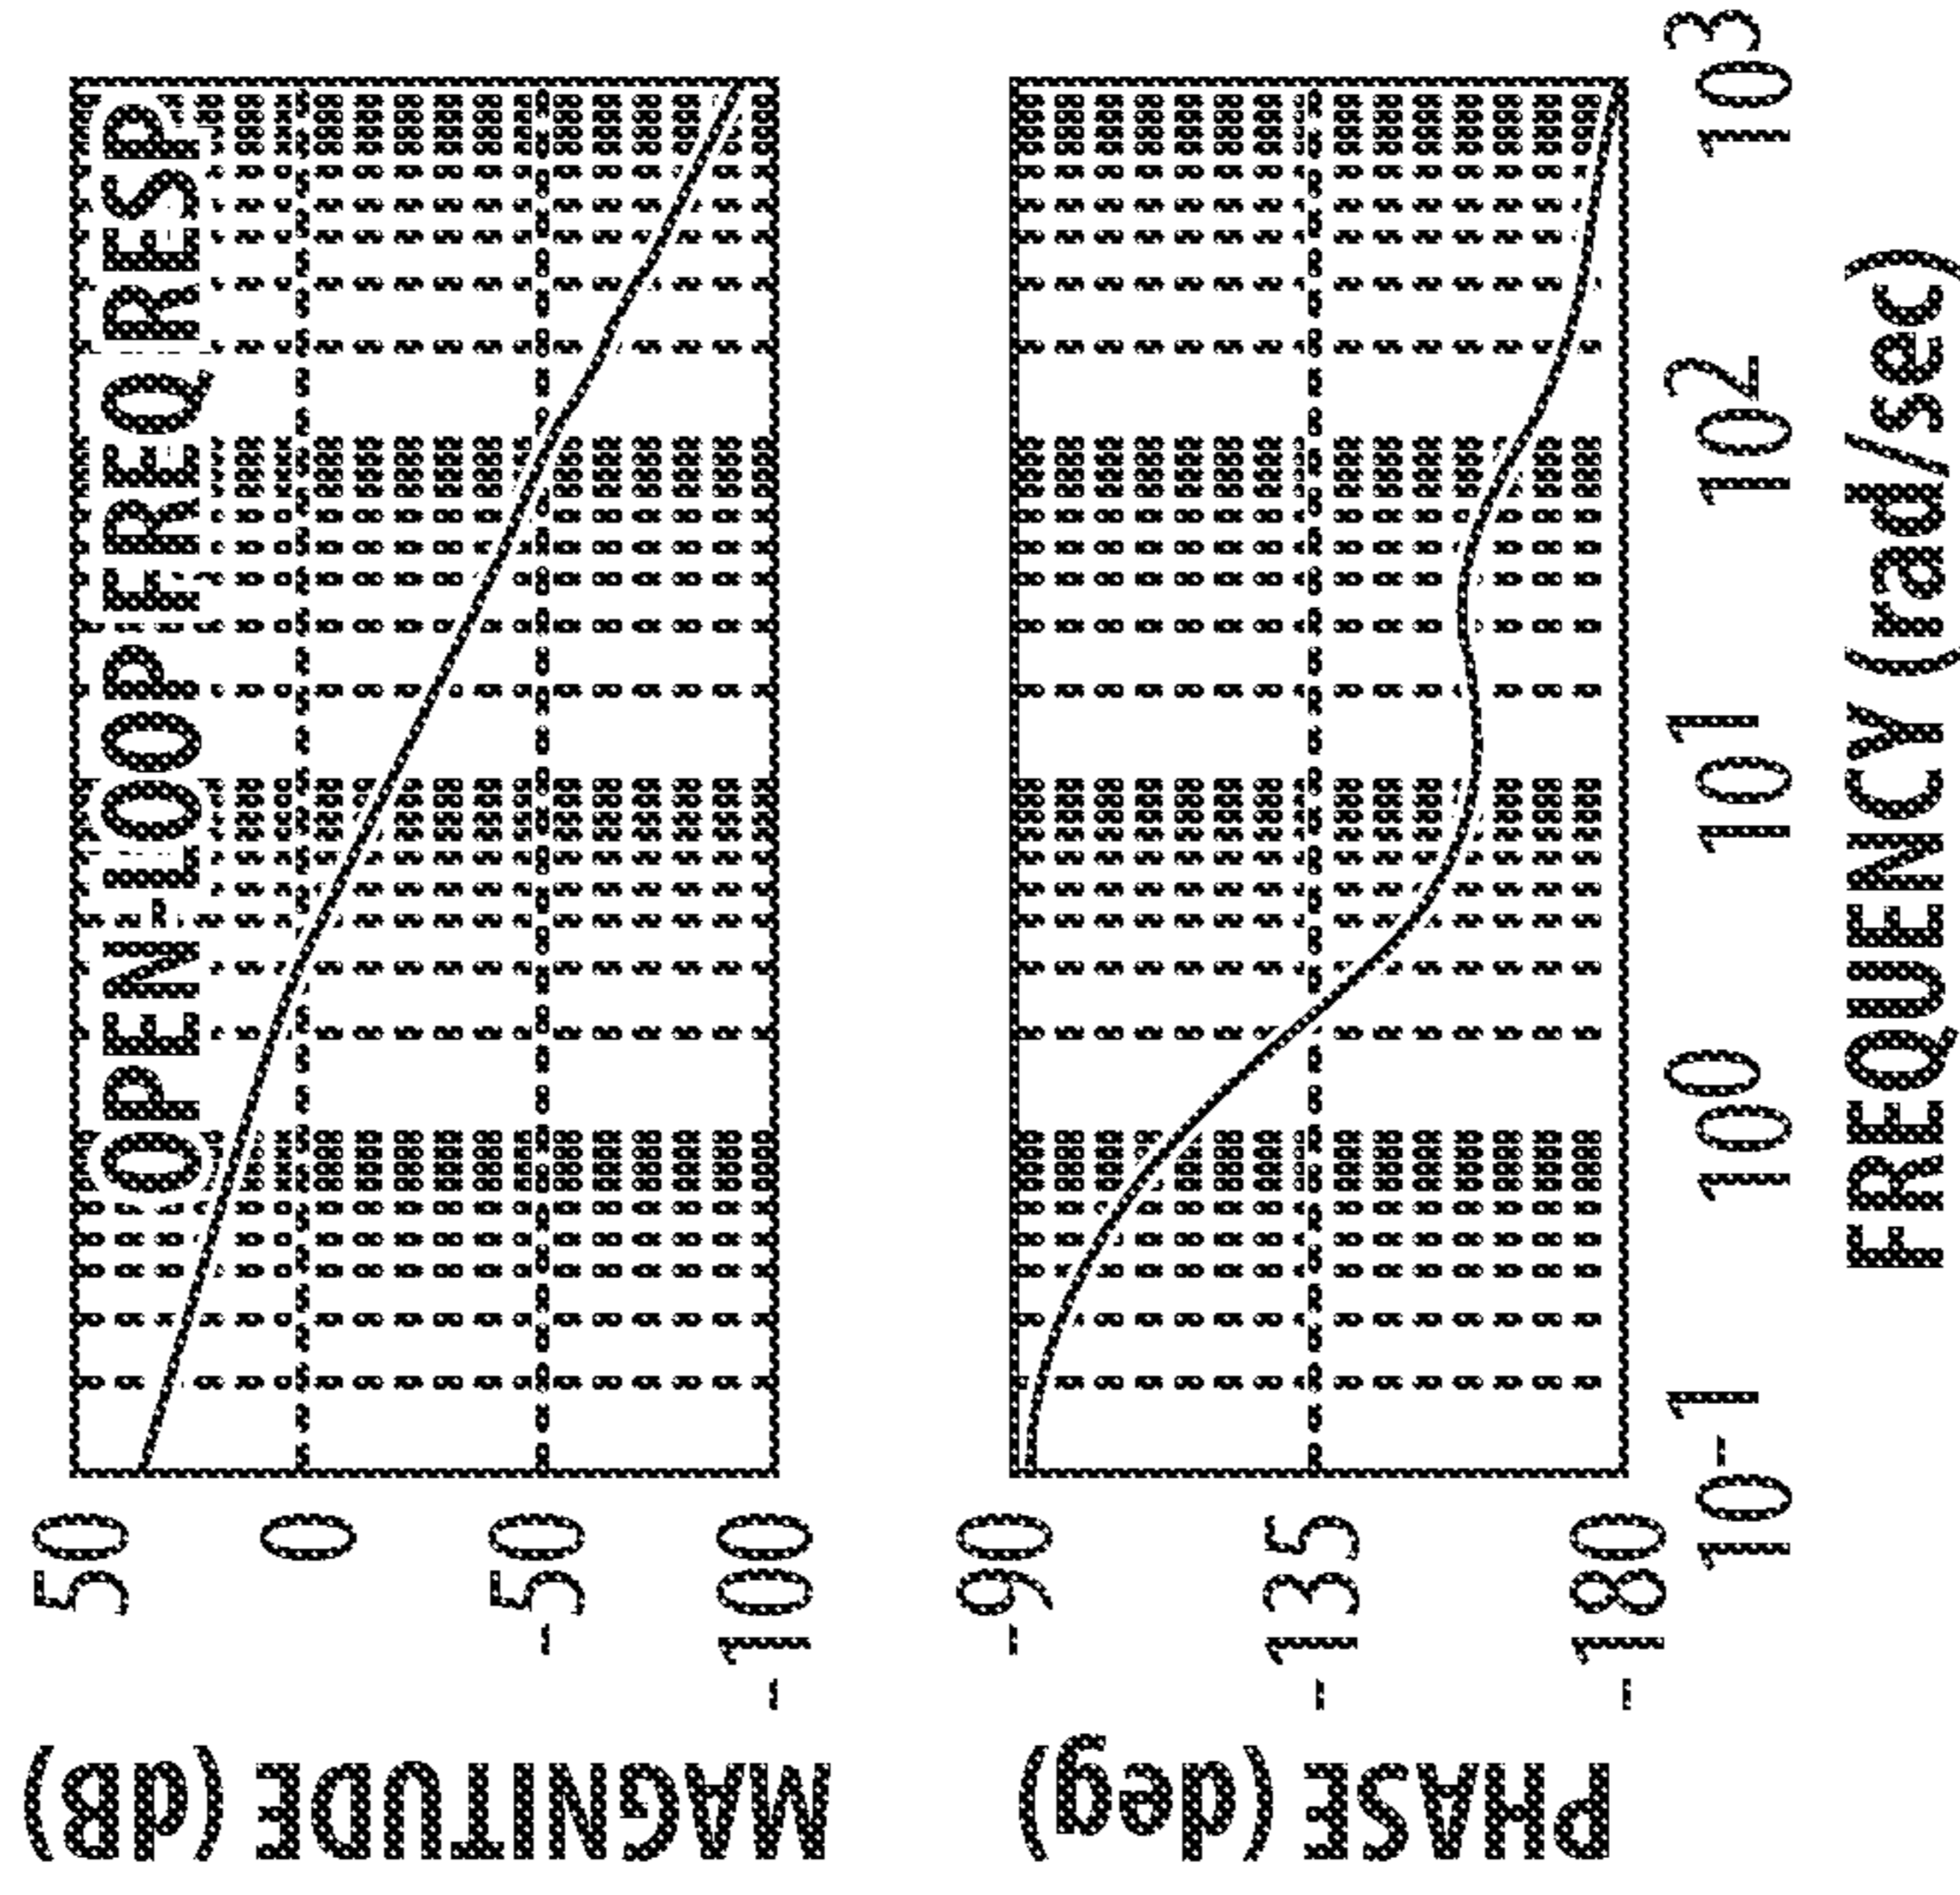 OPEN-LOOP FREQ RESP
MAGNITUDE (dB)
50
0
-50
-100
PHASE (deg)
-90
-135
-180
10-1 100 101 102 103
FREQUENCY (rad/sec)